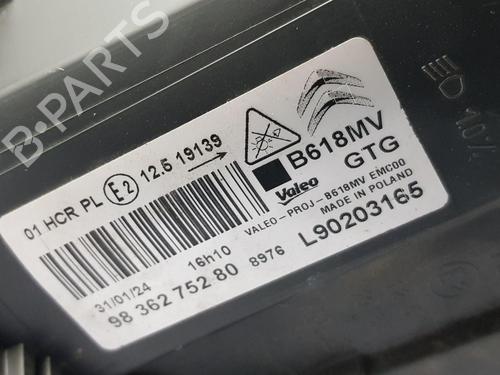 B-PARTS
01 HCR PL E2 12.5 19139
B618MV
GTG
Valeo
VALEO-PROJ-B618MV EMC00
MADE IN POLAND
31/01/24 16h10
98 362 752 80 8976 L90203165
10%